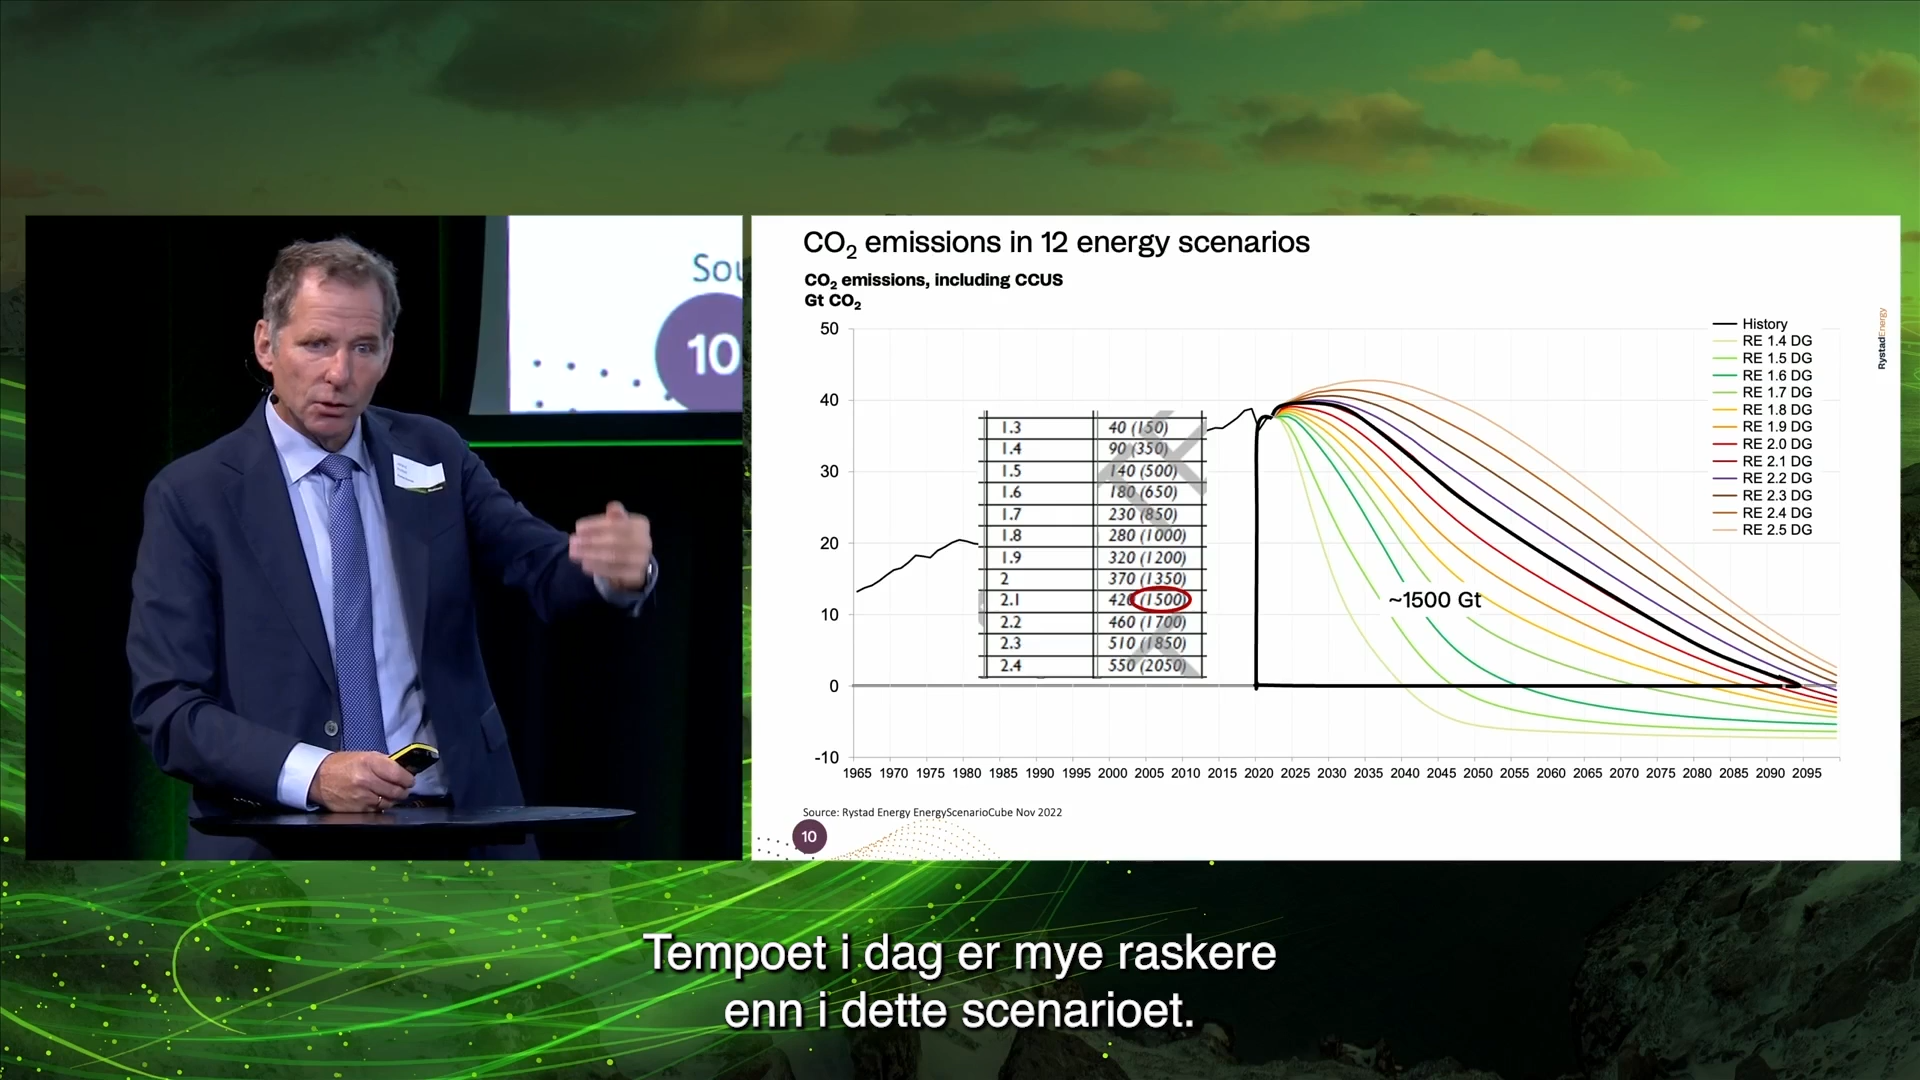 Sou
10
CO₂ emissions in 12 energy scenarios
CO₂ emissions, including CCUS
Gt CO₂
50
40
30
20
10
0
-10
1965 1970 1975 1980 1985 1990 1995 2000 2005 2010 2015 2020 2025 2030 2035 2040 2045 2050 2055 2060 2065 2070 2075 2080 2085 2090 2095
1.3 40 (150)
1.4 90 (350)
1.5 140 (500)
1.6 180 (650)
1.7 230 (850)
1.8 280 (1000)
1.9 320 (1200)
2 370 (1350)
2.1 420 (1500)
2.2 460 (1700)
2.3 510 (1850)
2.4 550 (2050)
~1500 Gt
History
RE 1.4 DG
RE 1.5 DG
RE 1.6 DG
RE 1.7 DG
RE 1.8 DG
RE 1.9 DG
RE 2.0 DG
RE 2.1 DG
RE 2.2 DG
RE 2.3 DG
RE 2.4 DG
RE 2.5 DG
RystadEnergy
Source: Rystad Energy EnergyScenarioCube Nov 2022
10
Tempoet i dag er mye raskere
enn i dette scenarioet.